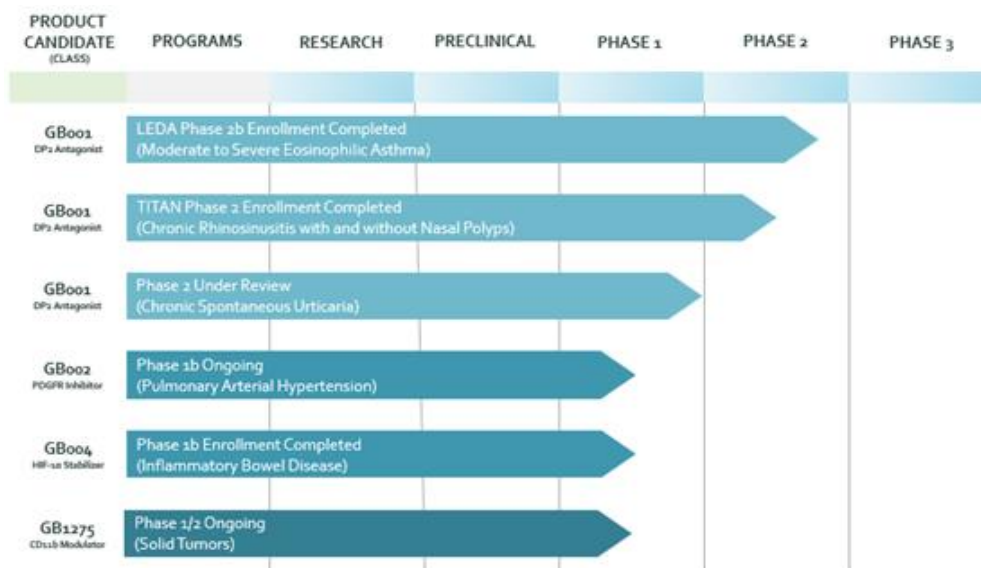 PRODUCT
CANDIDATE
(CLASS)
PROGRAMS
RESEARCH
PRECLINICAL
PHASE 1
PHASE 2
PHASE 3
GB001
DP2 Antagonist
LEDA Phase 2b Enrollment Completed
(Moderate to Severe Eosinophilic Asthma)
GB001
DP2 Antagonist
TITAN Phase 2 Enrollment Completed
(Chronic Rhinosinusitis with and without Nasal Polyps)
GB001
DP2 Antagonist
Phase 2 Under Review
(Chronic Spontaneous Urticaria)
GB002
PDGFR Inhibitor
Phase 1b Ongoing
(Pulmonary Arterial Hypertension)
GB004
HIF-1α Stabilizer
Phase 1b Enrollment Completed
(Inflammatory Bowel Disease)
GB1275
CD11b Modulator
Phase 1/2 Ongoing
(Solid Tumors)